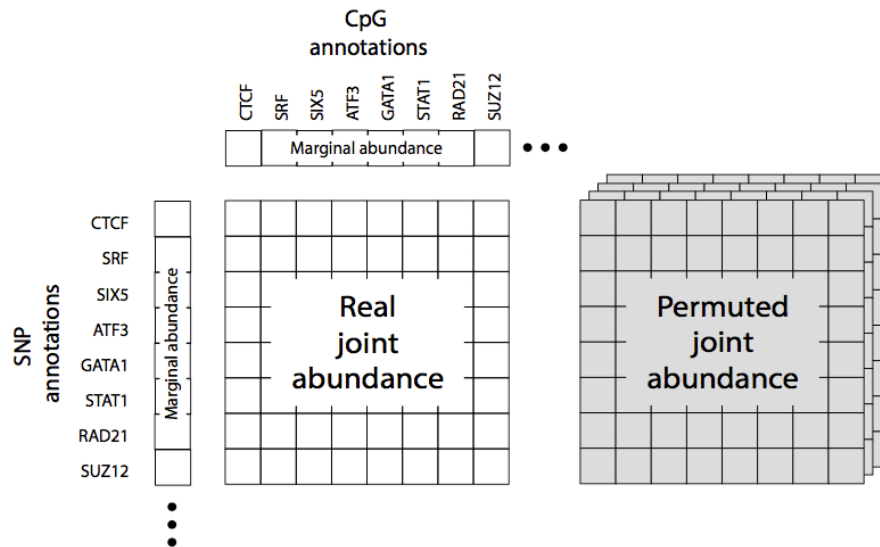 CpG
annotations
CTCF
SRF
SIX5
ATF3
GATA1
STAT1
RAD21
SUZ12
Marginal abundance
SNP
annotations
CTCF
SRF
SIX5
ATF3
GATA1
STAT1
RAD21
SUZ12
Marginal abundance
Real
joint
abundance
Permuted
joint
abundance